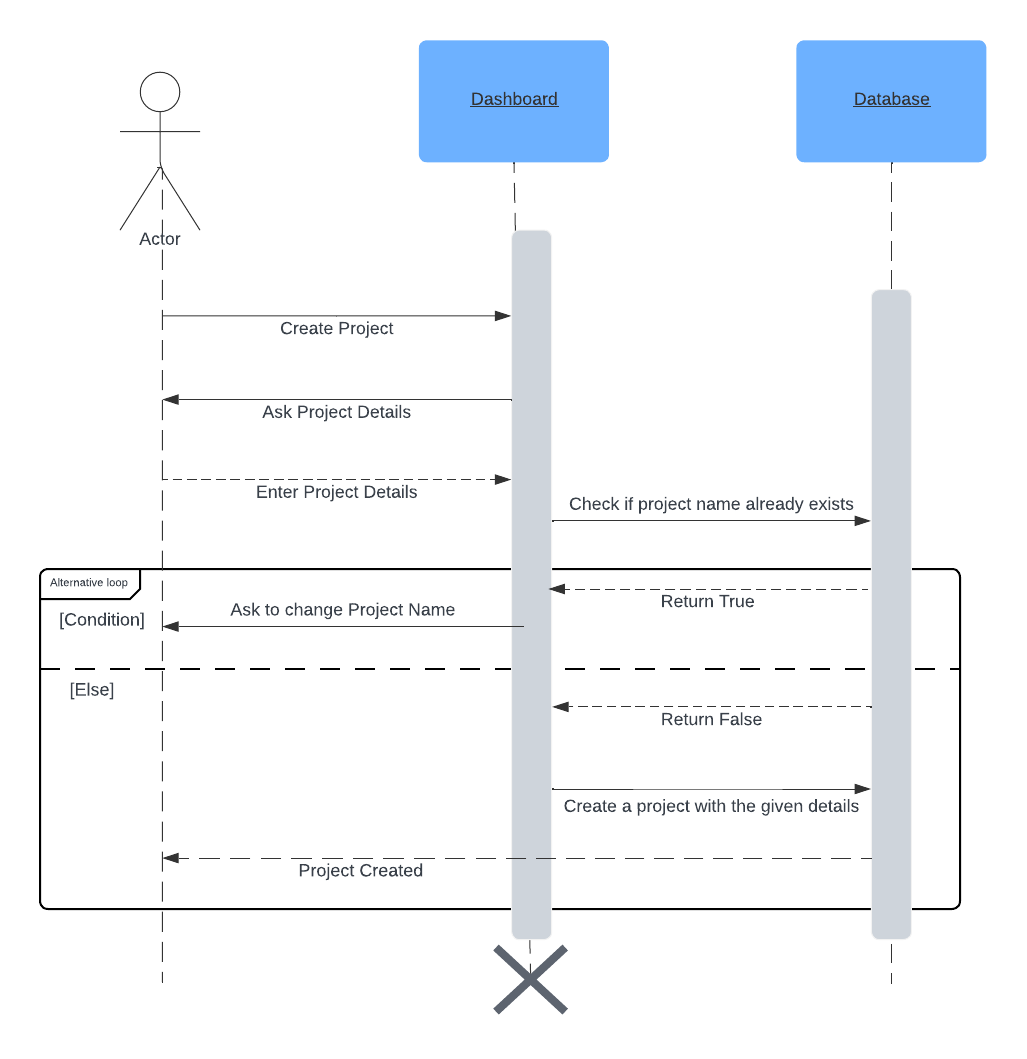 Dashboard
Database
Actor
Create Project
Ask Project Details
Enter Project Details
Check if project name already exists
Alternative loop
Return True
Ask to change Project Name
[Condition]
[Else]
Return False
Create a project with the given details
Project Created